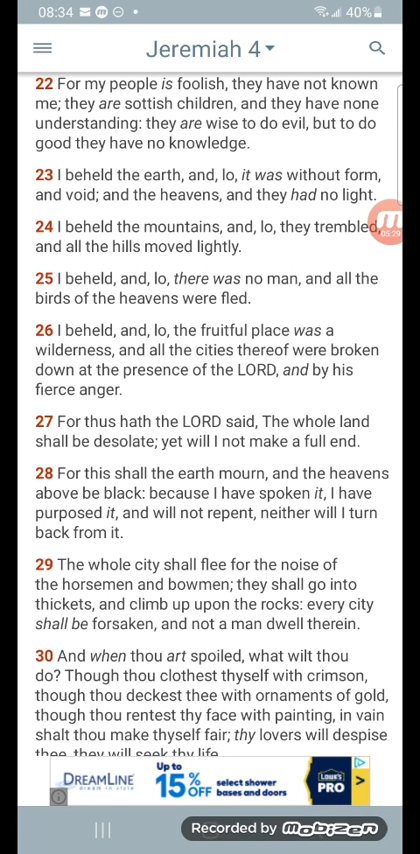 08:34 40%
Jeremiah 4
22 For my people is foolish, they have not known
me; they are sottish children, and they have none
understanding: they are wise to do evil, but to do
good they have no knowledge.
23 I beheld the earth, and, lo, it was without form,
and void; and the heavens, and they had no light.
24 I beheld the mountains, and, lo, they trembled,
and all the hills moved lightly.
05:29
25 I beheld, and, lo, there was no man, and all the
birds of the heavens were fled.
26 I beheld, and, lo, the fruitful place was a
wilderness, and all the cities thereof were broken
down at the presence of the LORD, and by his
fierce anger.
27 For thus hath the LORD said, The whole land
shall be desolate; yet will I not make a full end.
28 For this shall the earth mourn, and the heavens
above be black: because I have spoken it, I have
purposed it, and will not repent, neither will I turn
back from it.
29 The whole city shall flee for the noise of
the horsemen and bowmen; they shall go into
thickets, and climb up upon the rocks: every city
shall be forsaken, and not a man dwell therein.
30 And when thou art spoiled, what wilt thou
do? Though thou clothest thyself with crimson,
though thou deckest thee with ornaments of gold,
though thou rentest thy face with painting, in vain
shalt thou make thyself fair; thy lovers will despise
thee, they will seek thy life.
DREAMLINE
dream in style
Up to
15% OFF
select shower
bases and doors
LOWE'S
PRO
Recorded by mobizen